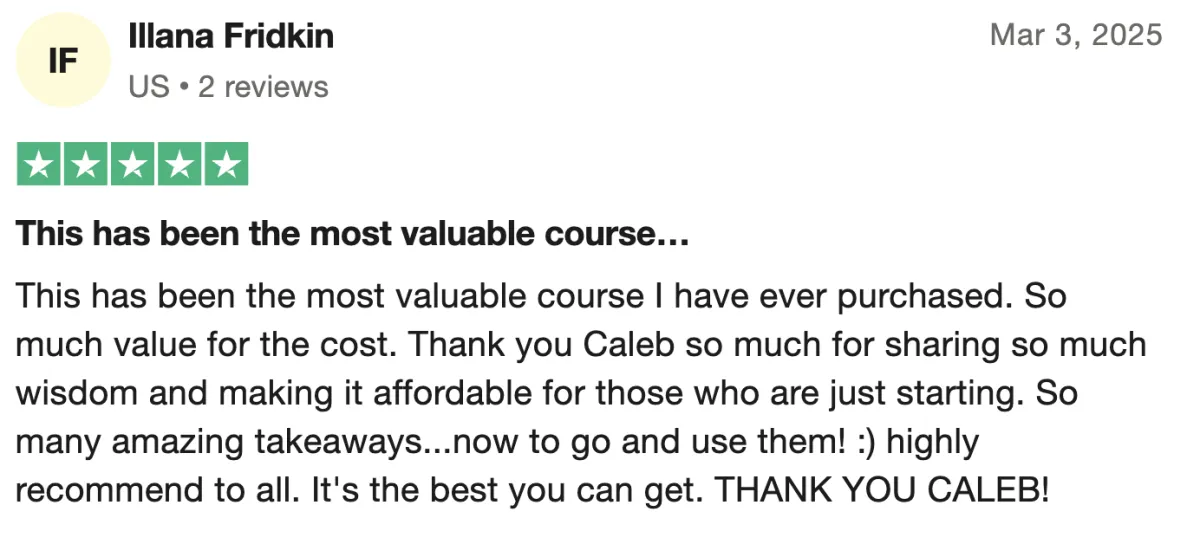 IF
Illana Fridkin
Mar 3, 2025
US • 2 reviews
This has been the most valuable course…
This has been the most valuable course I have ever purchased. So
much value for the cost. Thank you Caleb so much for sharing so much
wisdom and making it affordable for those who are just starting. So
many amazing takeaways...now to go and use them! :) highly
recommend to all. It's the best you can get. THANK YOU CALEB!